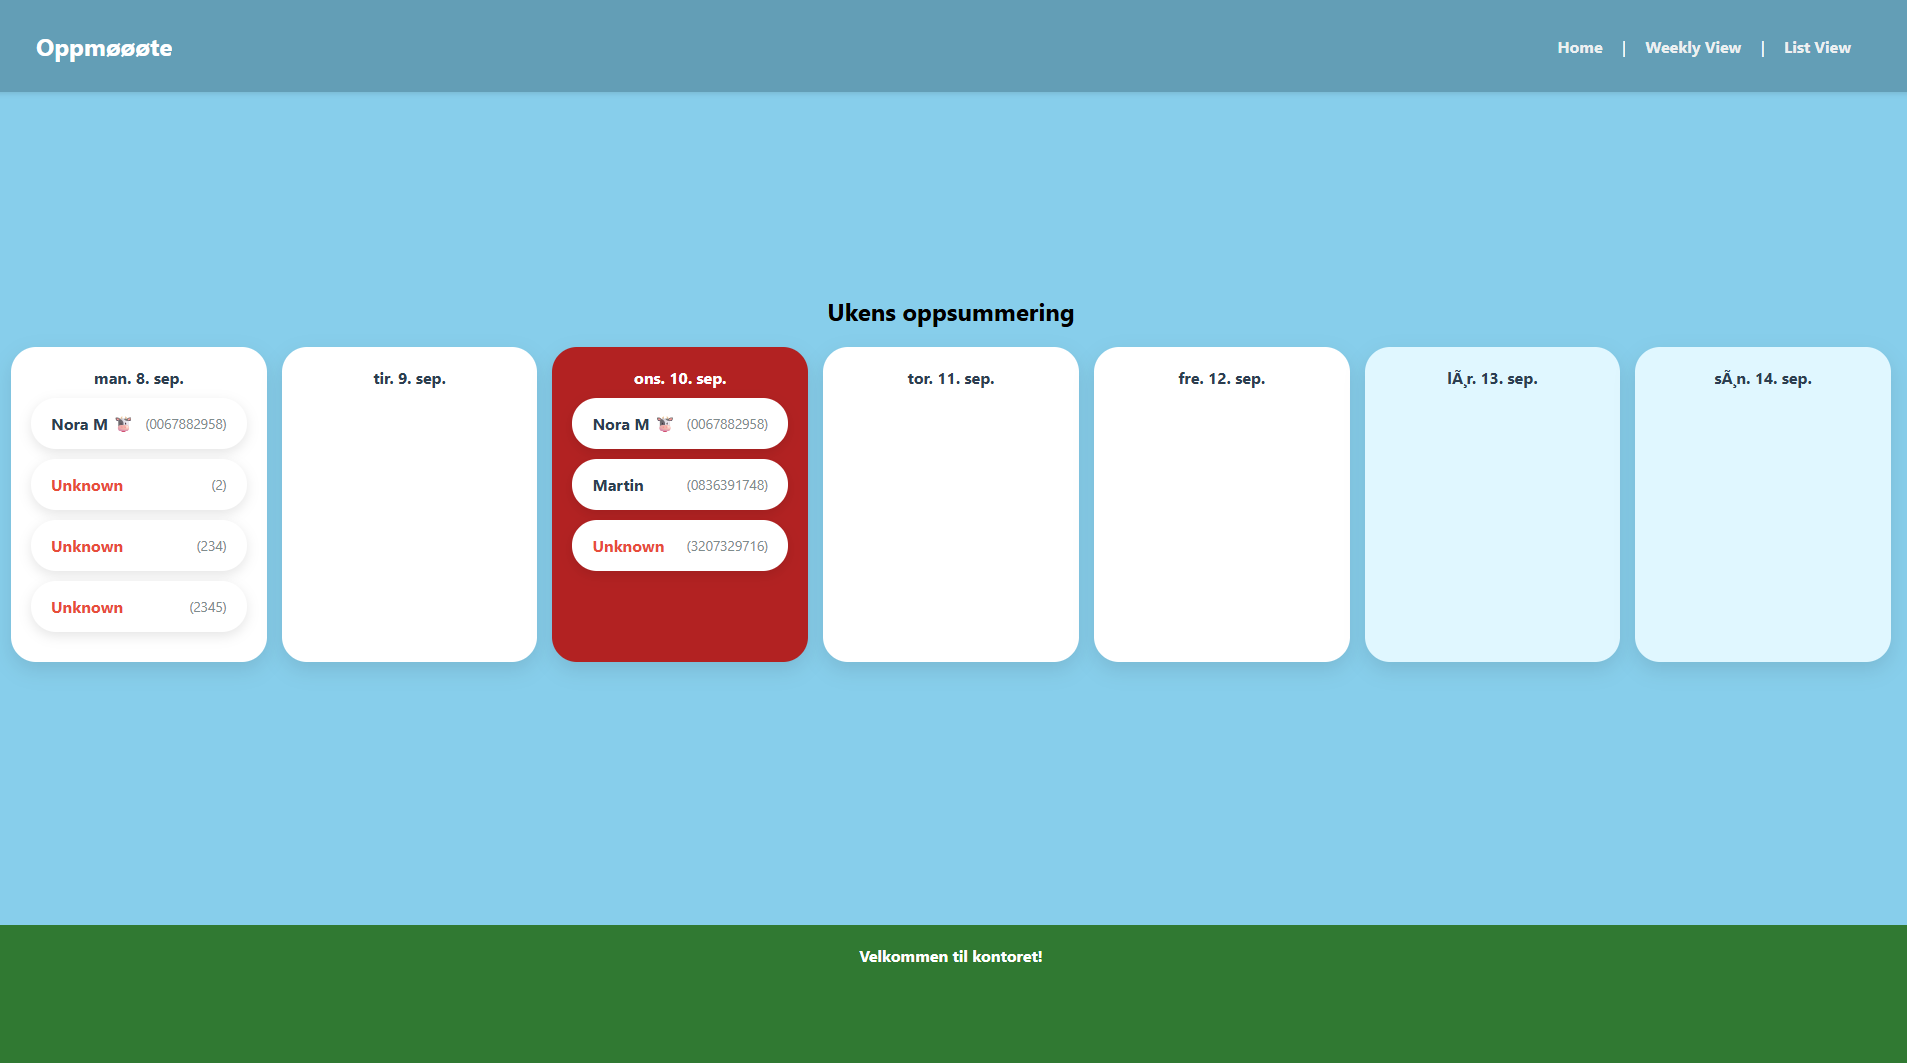 Oppmøøøte
Home | Weekly View | List View
Ukens oppsummering
man. 8. sep.
Nora M 🐮 (0067882958)
Unknown (2)
Unknown (234)
Unknown (2345)
tir. 9. sep.
ons. 10. sep.
Nora M 🐮 (0067882958)
Martin (0836391748)
Unknown (3207329716)
tor. 11. sep.
fre. 12. sep.
lÃ¸r. 13. sep.
sÃ¸n. 14. sep.
Velkommen til kontoret!